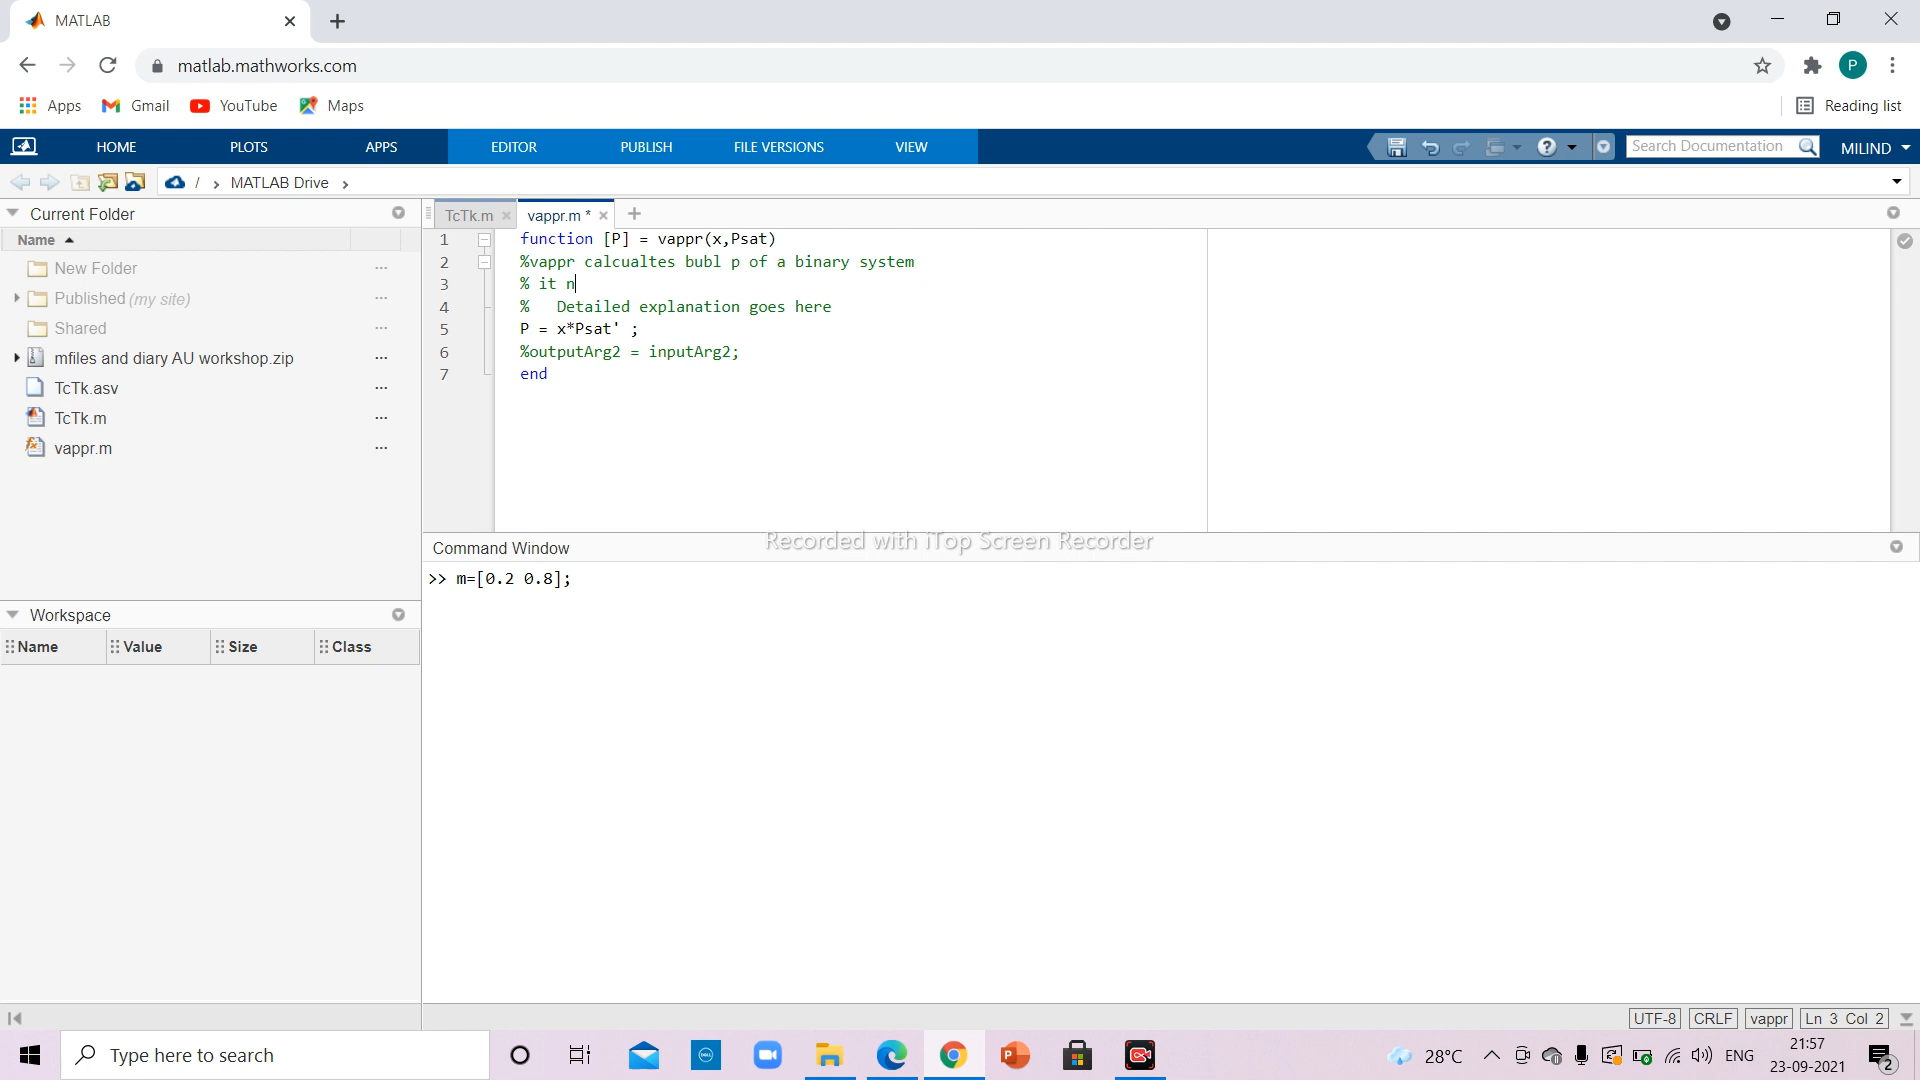 MATLAB
matlab.mathworks.com
Apps
Gmail
YouTube
Maps
Reading list
P
HOME
PLOTS
APPS
EDITOR
PUBLISH
FILE VERSIONS
VIEW
Search Documentation
MILIND
/ > MATLAB Drive >
Current Folder
Name
New Folder
Published (my site)
Shared
mfiles and diary AU workshop.zip
TcTk.asv
TcTk.m
vappr.m
TcTk.m
vappr.m *
1 function [P] = vappr(x,Psat)
2 %vappr calcualtes bubl p of a binary system
3 % it n
4 %   Detailed explanation goes here
5 P = x*Psat' ;
6 %outputArg2 = inputArg2;
7 end
Recorded with iTop Screen Recorder
Command Window
>> m=[0.2 0.8];
Workspace
Name Value Size Class
UTF-8 CRLF vappr Ln 3 Col 2
Type here to search
28°C
ENG
21:57
23-09-2021
2